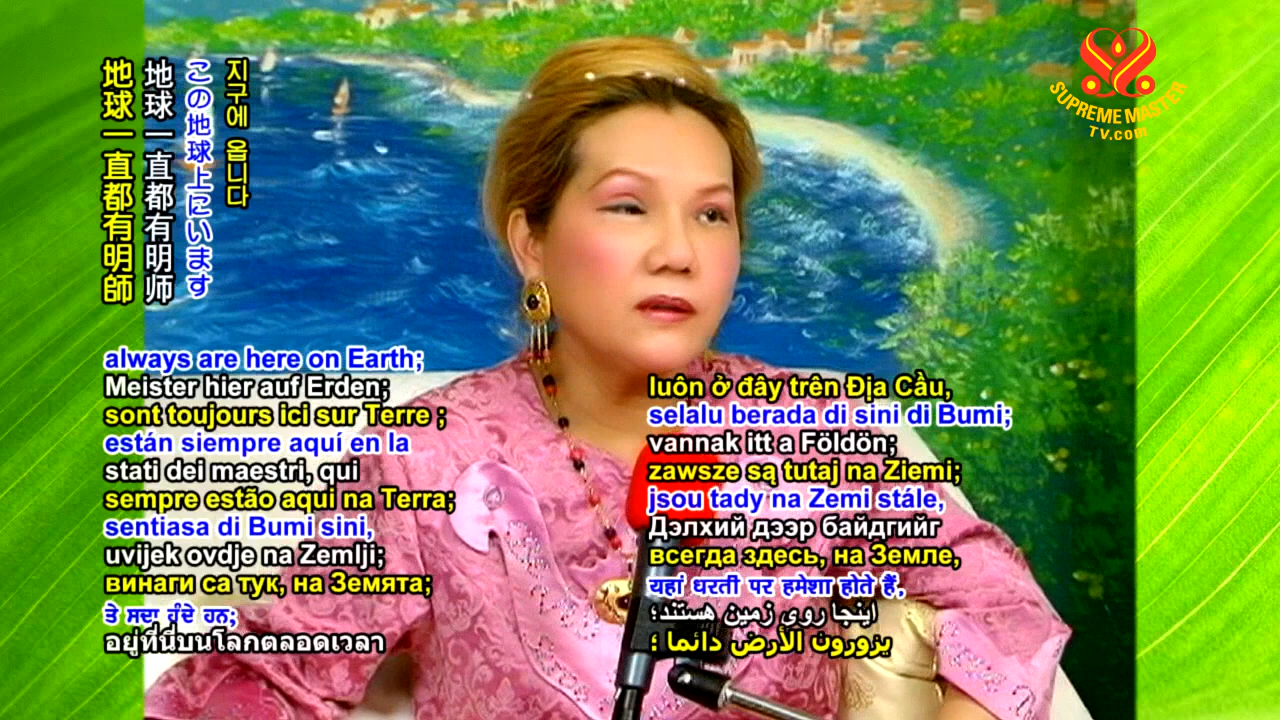 지구에 옵니다
この地球上にいます
地球一直都有明师
地球一直都有明師
SUPREME MASTER
TV.com
always are here on Earth;
Meister hier auf Erden;
sont toujours ici sur Terre ;
están siempre aquí en la
stati dei maestri, qui
sempre estão aqui na Terra;
sentiasa di Bumi sini,
uvijek ovdje na Zemlji;
винаги са тук, на Земята;
ਤੇ ਸਦਾ ਹੁੰਦੇ ਹਨ;
อยู่ที่นี่บนโลกตลอดเวลา
luôn ở đây trên Địa Cầu,
selalu berada di sini di Bumi;
vannak itt a Földön;
zawsze są tutaj na Ziemi;
jsou tady na Zemi stále,
Дэлхий дээр байдгийг
всегда здесь, на Земле,
यहां धरती पर हमेशा होते हैं,
اینجا روی زمین هستند؛
يزورون الأرض دائما ؛